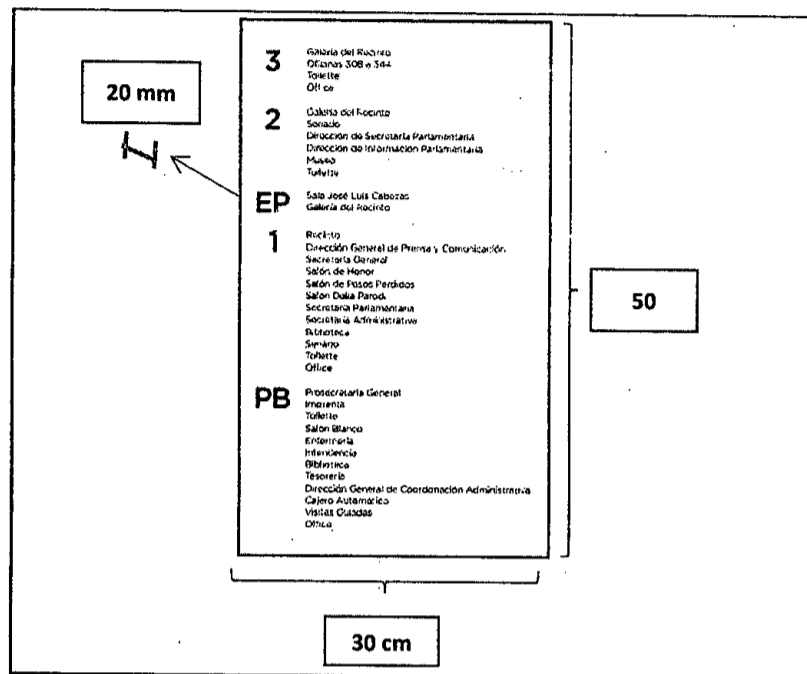 3
Galería del Recinto
Oficinas 308 a 344
Toilette
Office
20 mm
2
Galería del Recinto
Senado
Dirección de Secretaría Parlamentaria
Dirección de Información Parlamentaria
Museo
Toilette
EP
Sala José Luis Cabezas
Galería del Recinto
1
Recinto
Dirección General de Prensa y Comunicación
Secretaría General
Salón de Honor
Salón de Pasos Perdidos
Salón Dalia Parodi
Secretaría Parlamentaria
Secretaría Administrativa
Biblioteca
Sumario
Toilette
Office
50
PB
Prosecretaría General
Imprenta
Toilette
Salón Blanco
Enfermería
Intendencia
Biblioteca
Tesorería
Dirección General de Coordonación Administrativa
Cajero Automático
Visitas Guiadas
Office
30 cm